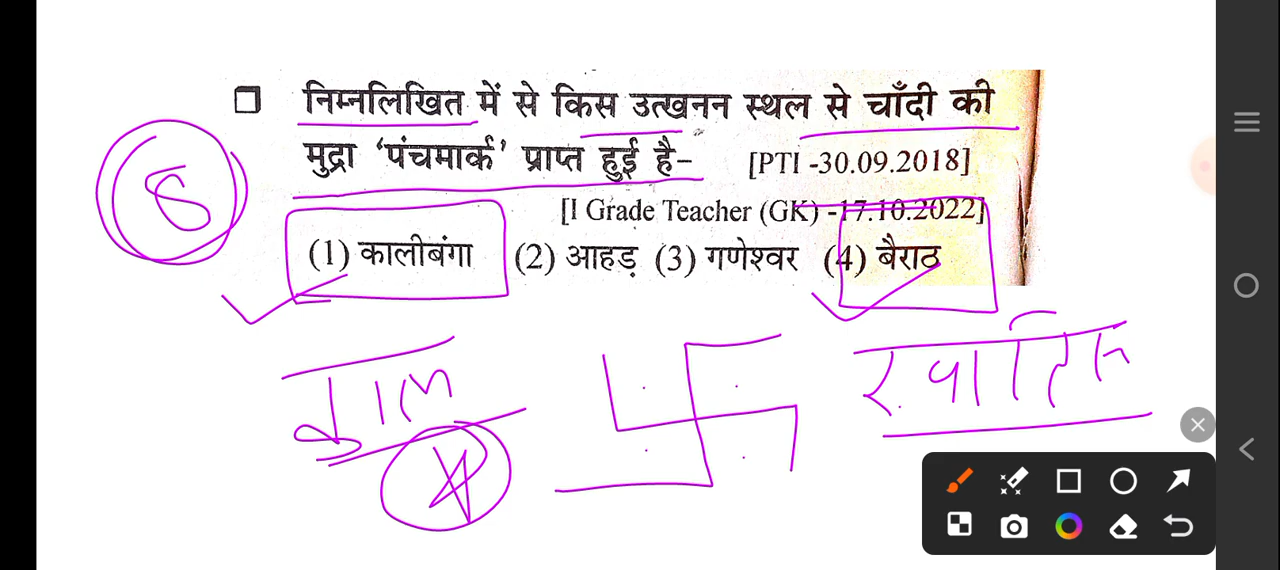 ❑ निम्नलिखित में से किस उत्खनन स्थल से चाँदी की
मुद्रा ‘पंचमार्क’ प्राप्त हुई है– [PTI -30.09.2018]
[I Grade Teacher (GK) -17.10.2022]
(1) कालीबंगा (2) आहड़ (3) गणेश्वर (4) बैराठ
8